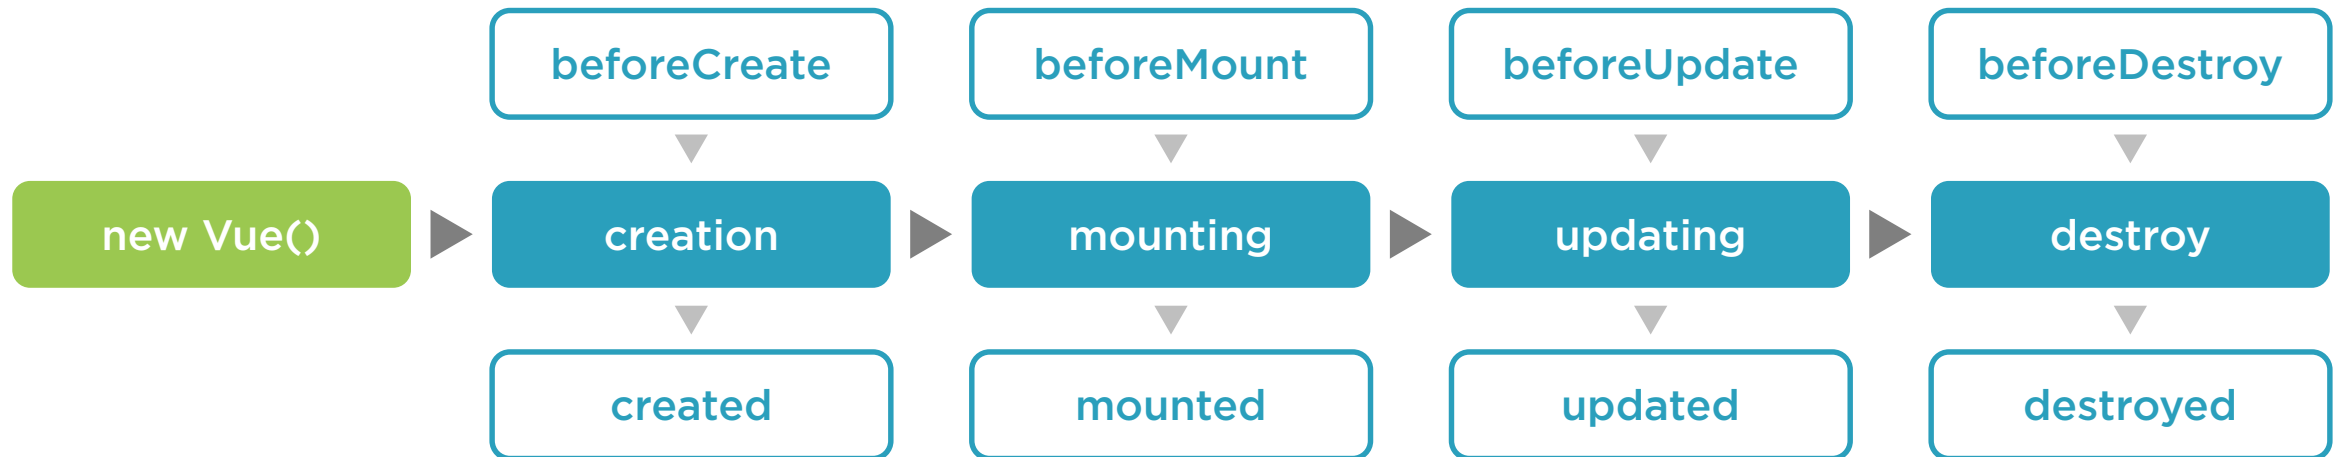 beforeCreate
beforeMount
beforeUpdate
beforeDestroy
new Vue()
creation
mounting
updating
destroy
created
mounted
updated
destroyed